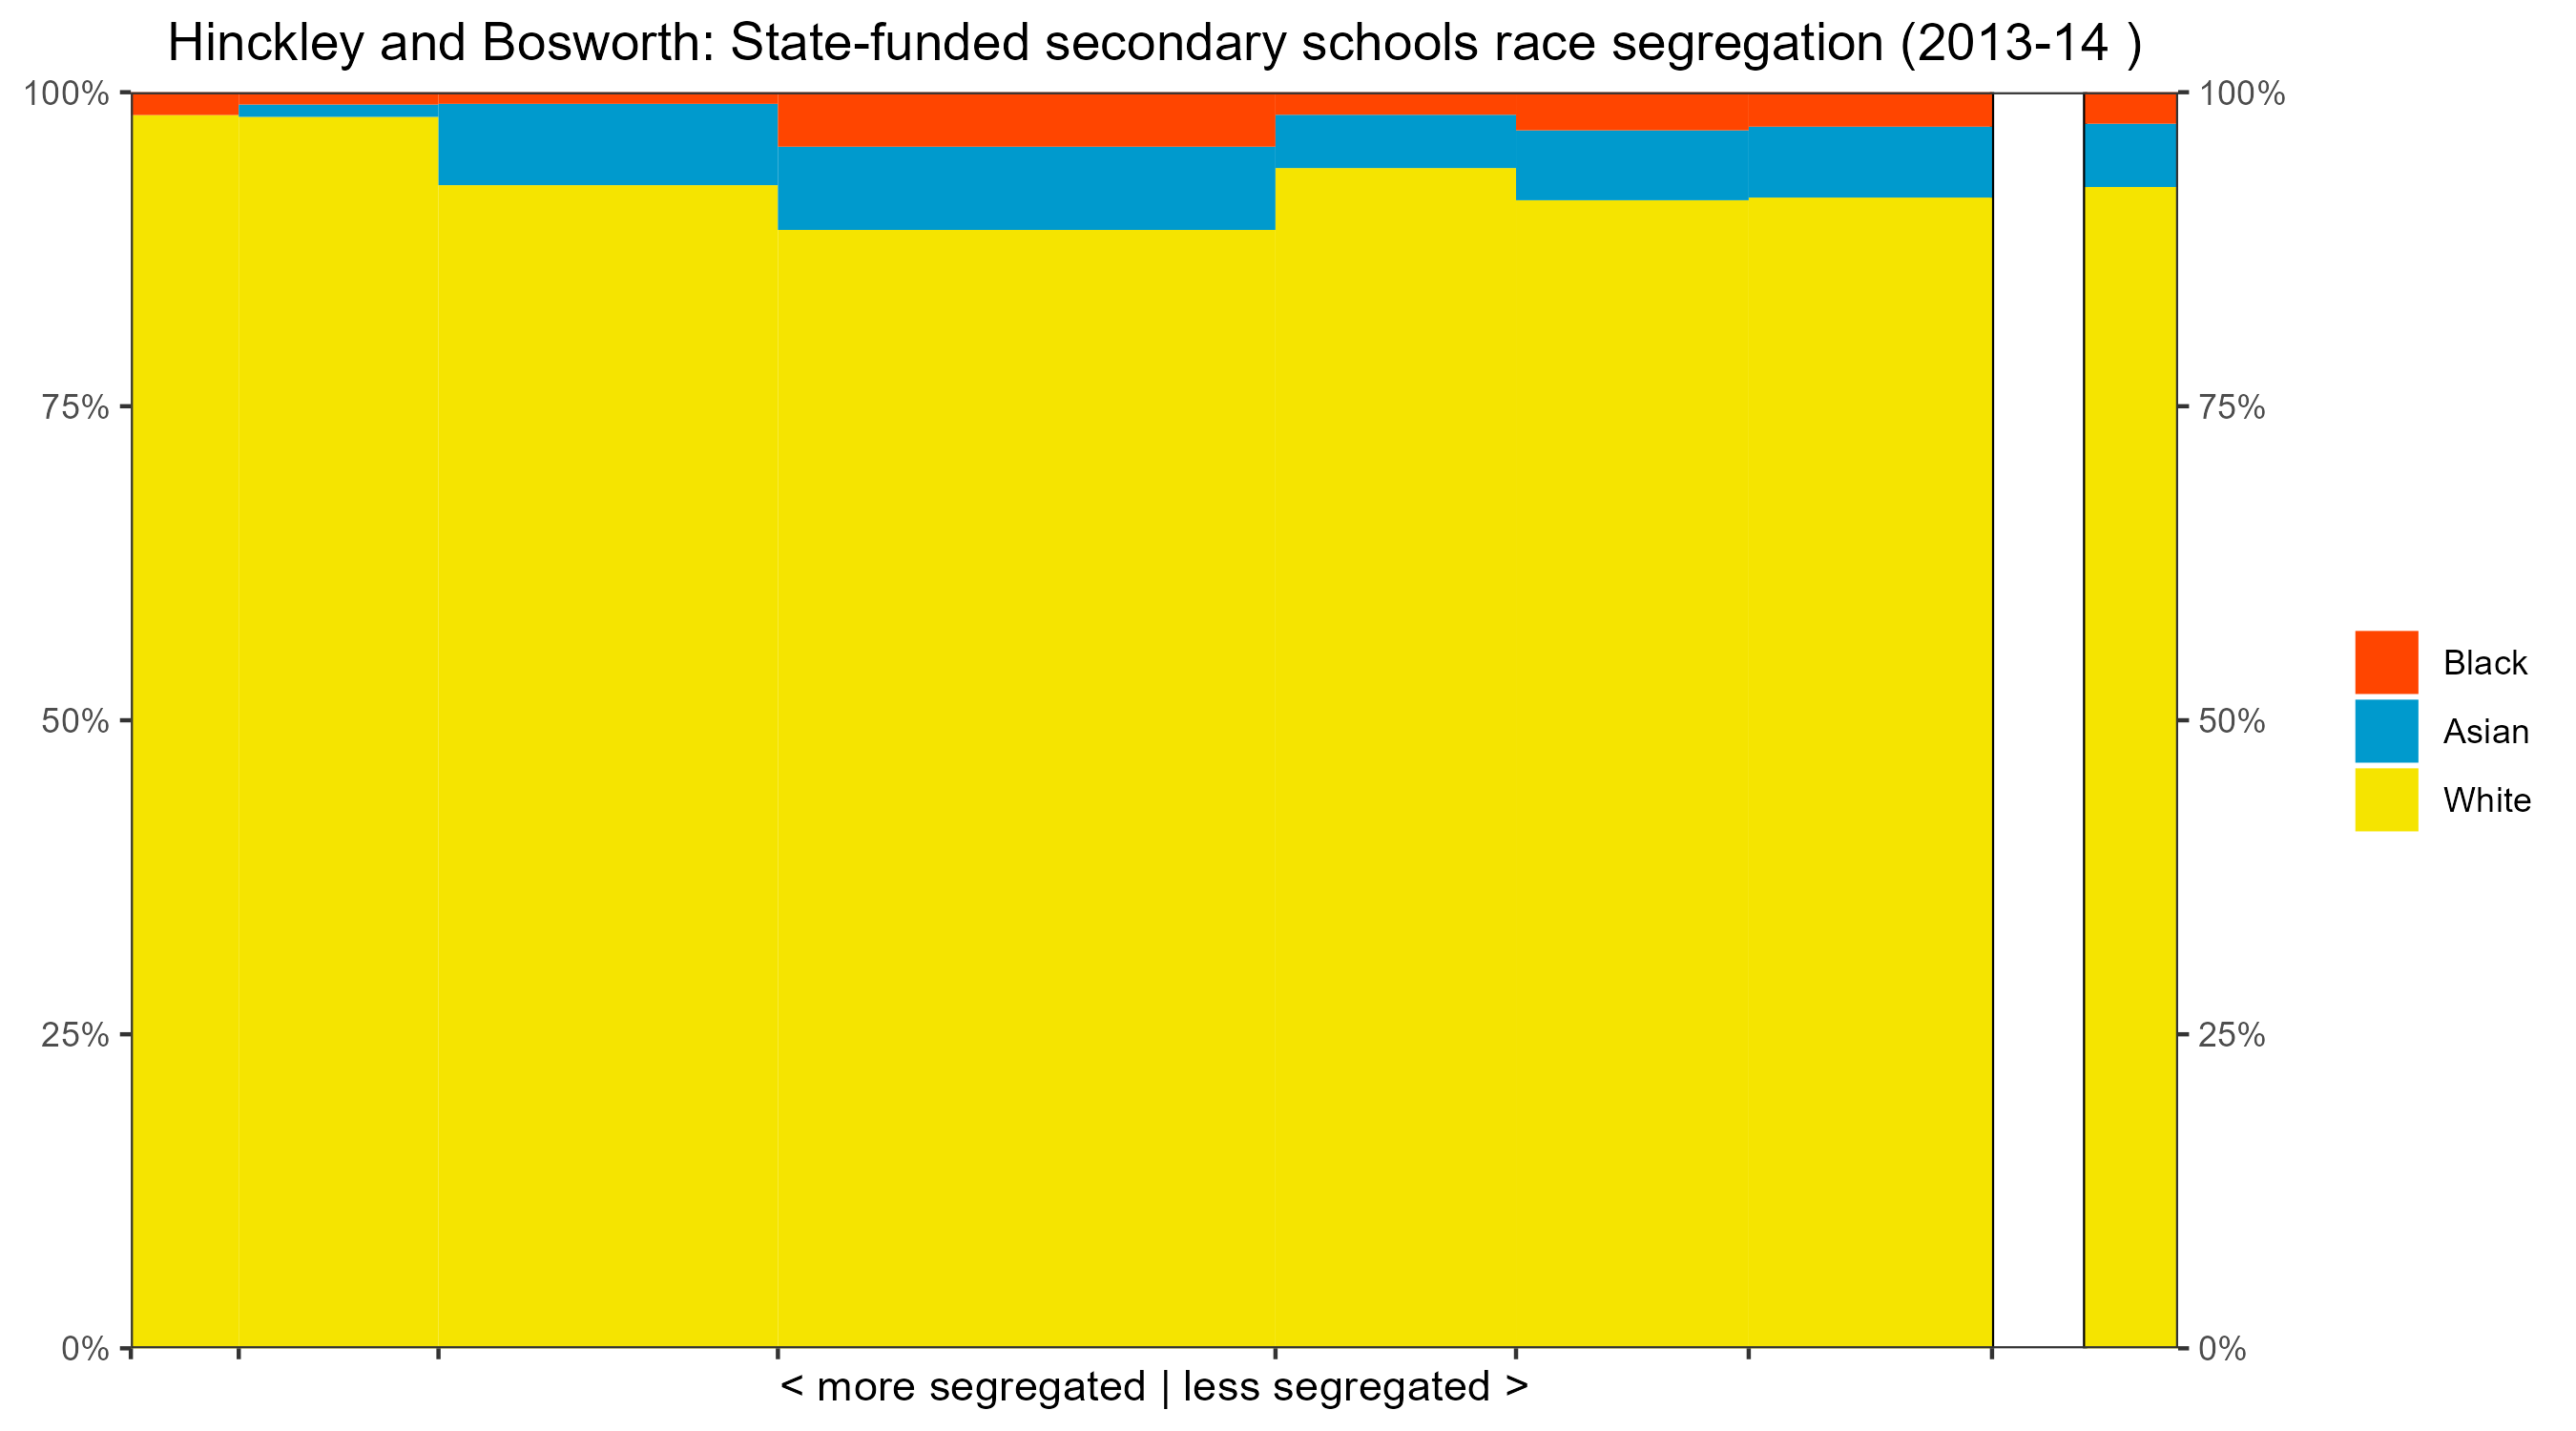 Hinckley and Bosworth: State-funded secondary schools race segregation (2013-14 )
100%
75%
50%
25%
0%
100%
75%
50%
25%
0%
Black
Asian
White
< more segregated | less segregated >